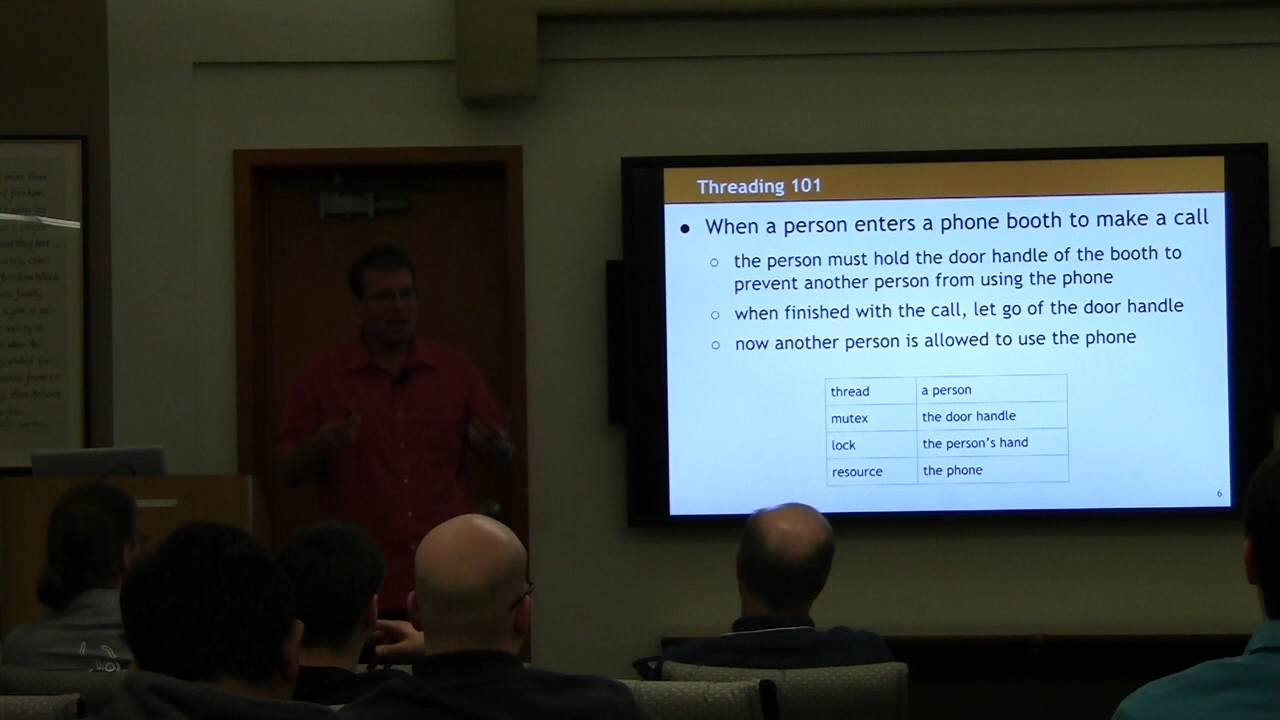 Threading 101
● When a person enters a phone booth to make a call
○ the person must hold the door handle of the booth to
prevent another person from using the phone
○ when finished with the call, let go of the door handle
○ now another person is allowed to use the phone
thread a person
mutex the door handle
lock the person's hand
resource the phone
6